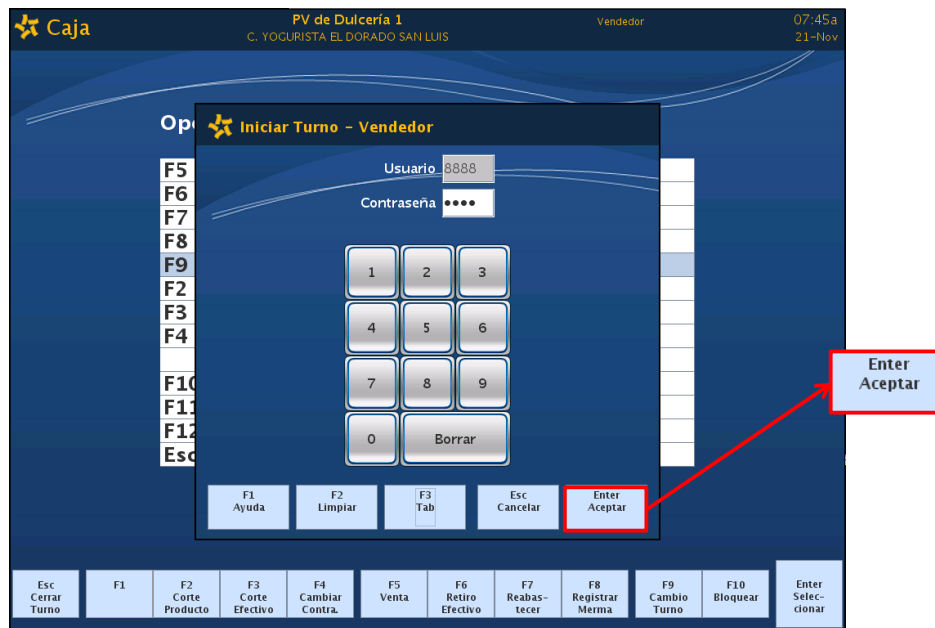 Caja
PV de Dulcería 1
C. YOGURISTA EL DORADO SAN LUIS
Vendedor
07:45a
21-Nov
Iniciar Turno - Vendedor
Usuario 8888
Contraseña ••••
F5
F6
F7
F8
F9
F2
F3
F4
F10
F11
F12
Esc
1 2 3
4 5 6
7 8 9
0 Borrar
F1
Ayuda
F2
Limpiar
F3
Tab
Esc
Cancelar
Enter
Aceptar
Enter
Aceptar
Esc
Cerrar
Turno
F1
F2
Corte
Producto
F3
Corte
Efectivo
F4
Cambiar
Contra.
F5
Venta
F6
Retiro
Efectivo
F7
Reabas-
tecer
F8
Registrar
Merma
F9
Cambio
Turno
F10
Bloquear
Enter
Selec-
cionar